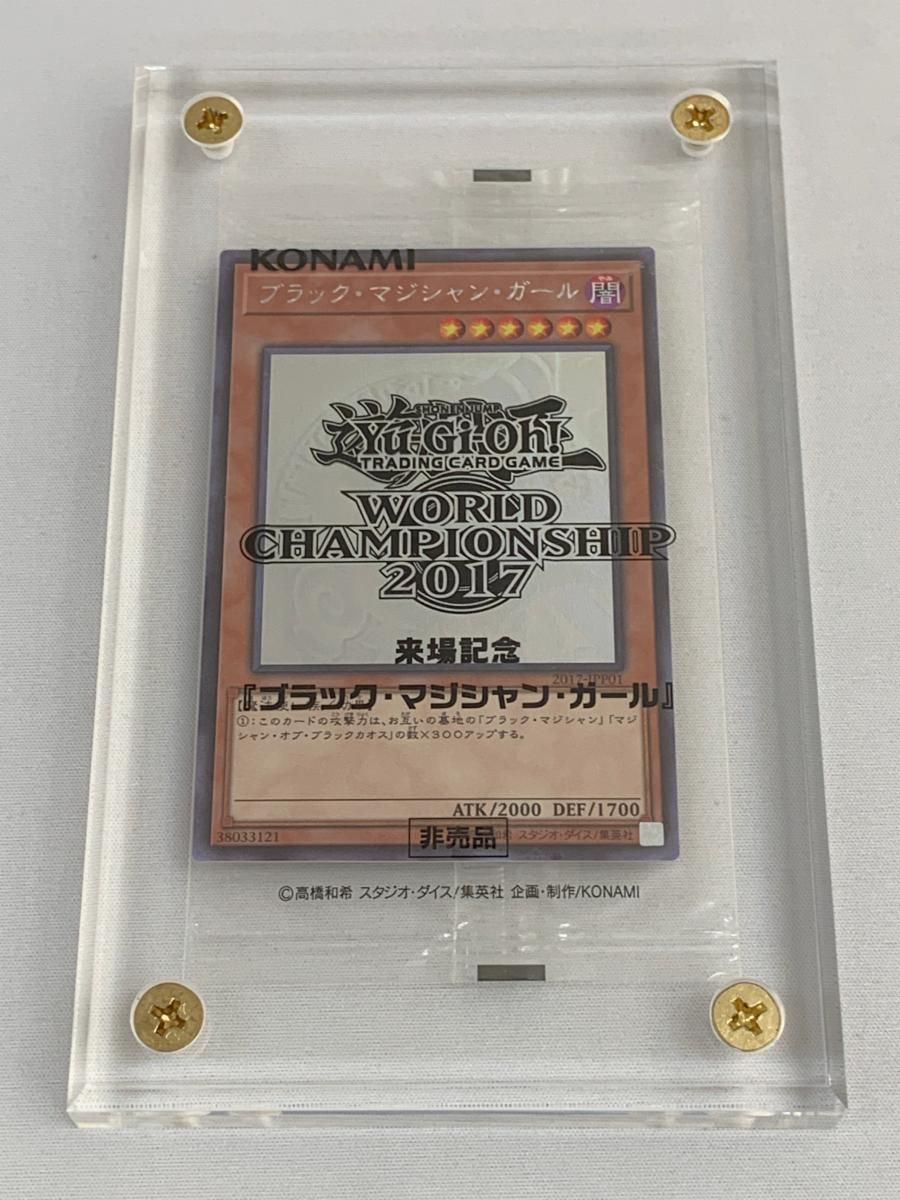 KONAMI
ブラック・マジシャン・ガール
闇
SHONEN JUMP
遊戯王
Yu-Gi-Oh!
TRADING CARD GAME
WORLD
CHAMPIONSHIP
2017
来場記念
2017-JPP01
『ブラック・マジシャン・ガール』
①:このカードの攻撃力は、お互いの墓地の「ブラック・マジシャン」「マジ
シャン・オブ・ブラックカオス」の数×300アップする。
ATK/2000 DEF/1700
38033121
スタジオ・ダイス/集英社
非売品
©高橋和希 スタジオ・ダイス/集英社 企画・制作/KONAMI